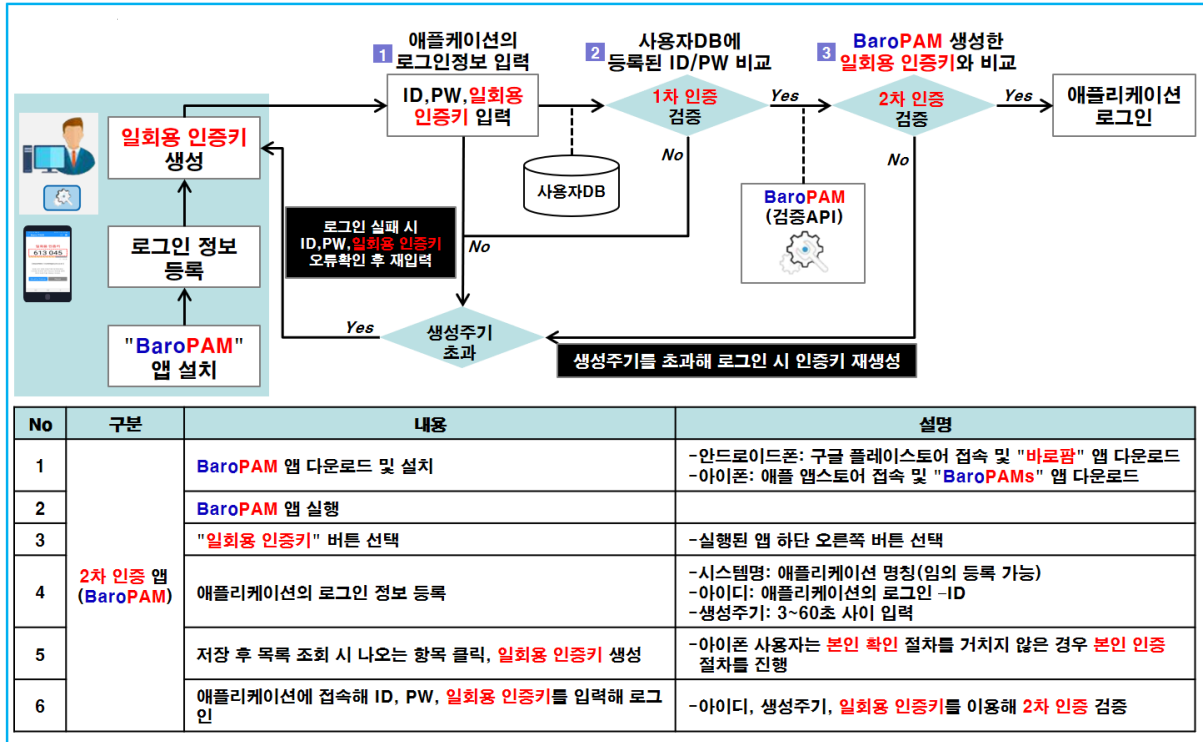 애플케이션의
1 로그인정보 입력
사용자DB에
2 등록된 ID/PW 비교
BaroPAM 생성한
3 일회용 인증키와 비교
ID,PW,일회용
인증키 입력
1차 인증
검증
Yes
2차 인증
검증
Yes
애플리케이션
로그인
일회용 인증키
생성
No
No
사용자DB
BaroPAM
(검증API)
로그인 실패 시
ID,PW,일회용 인증키
오류확인 후 재입력
No
로그인 정보
등록
613 045
"BaroPAM"
앱 설치
Yes
생성주기
초과
생성주기를 초과해 로그인 시 인증키 재생성
No 구분 내용 설명
1 BaroPAM 앱 다운로드 및 설치 -안드로이드폰: 구글 플레이스토어 접속 및 "바로팜" 앱 다운로드
-아이폰: 애플 앱스토어 접속 및 "BaroPAMs" 앱 다운로드
2 BaroPAM 앱 실행
3 "일회용 인증키" 버튼 선택 -실행된 앱 하단 오른쪽 버튼 선택
2차 인증 앱
(BaroPAM)
4 애플리케이션의 로그인 정보 등록 -시스템명: 애플리케이션 명칭(임의 등록 가능)
-아이디: 애플리케이션의 로그인 –ID
-생성주기: 3~60초 사이 입력
5 저장 후 목록 조회 시 나오는 항목 클릭, 일회용 인증키 생성 -아이폰 사용자는 본인 확인 절차를 거치지 않은 경우 본인 인증
절차를 진행
6 애플리케이션에 접속해 ID, PW, 일회용 인증키를 입력해 로그
인
-아이디, 생성주기, 일회용 인증키를 이용해 2차 인증 검증